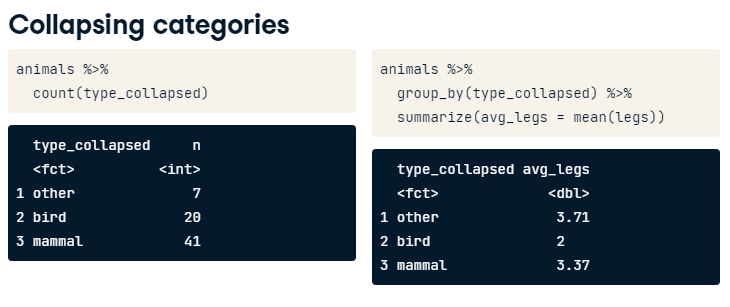 Collapsing categories
animals %>%
  count(type_collapsed)
  type_collapsed     n
  <fct>          <int>
1 other              7
2 bird              20
3 mammal            41
animals %>%
  group_by(type_collapsed) %>%
  summarize(avg_legs = mean(legs))
  type_collapsed avg_legs
  <fct>             <dbl>
1 other              3.71
2 bird               2
3 mammal             3.37